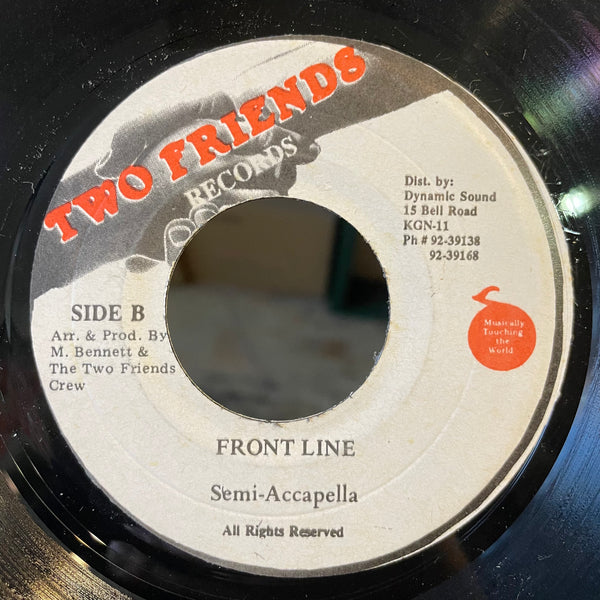 TWO FRIENDS
RECORDS
Dist. by:
Dynamic Sound
15 Bell Road
KGN-11
Ph # 92-39138
92-39168
SIDE B
Arr. & Prod. By
M. Bennett &
The Two Friends
Crew
Musically
Touching
the
World
FRONT LINE
Semi-Accapella
All Rights Reserved